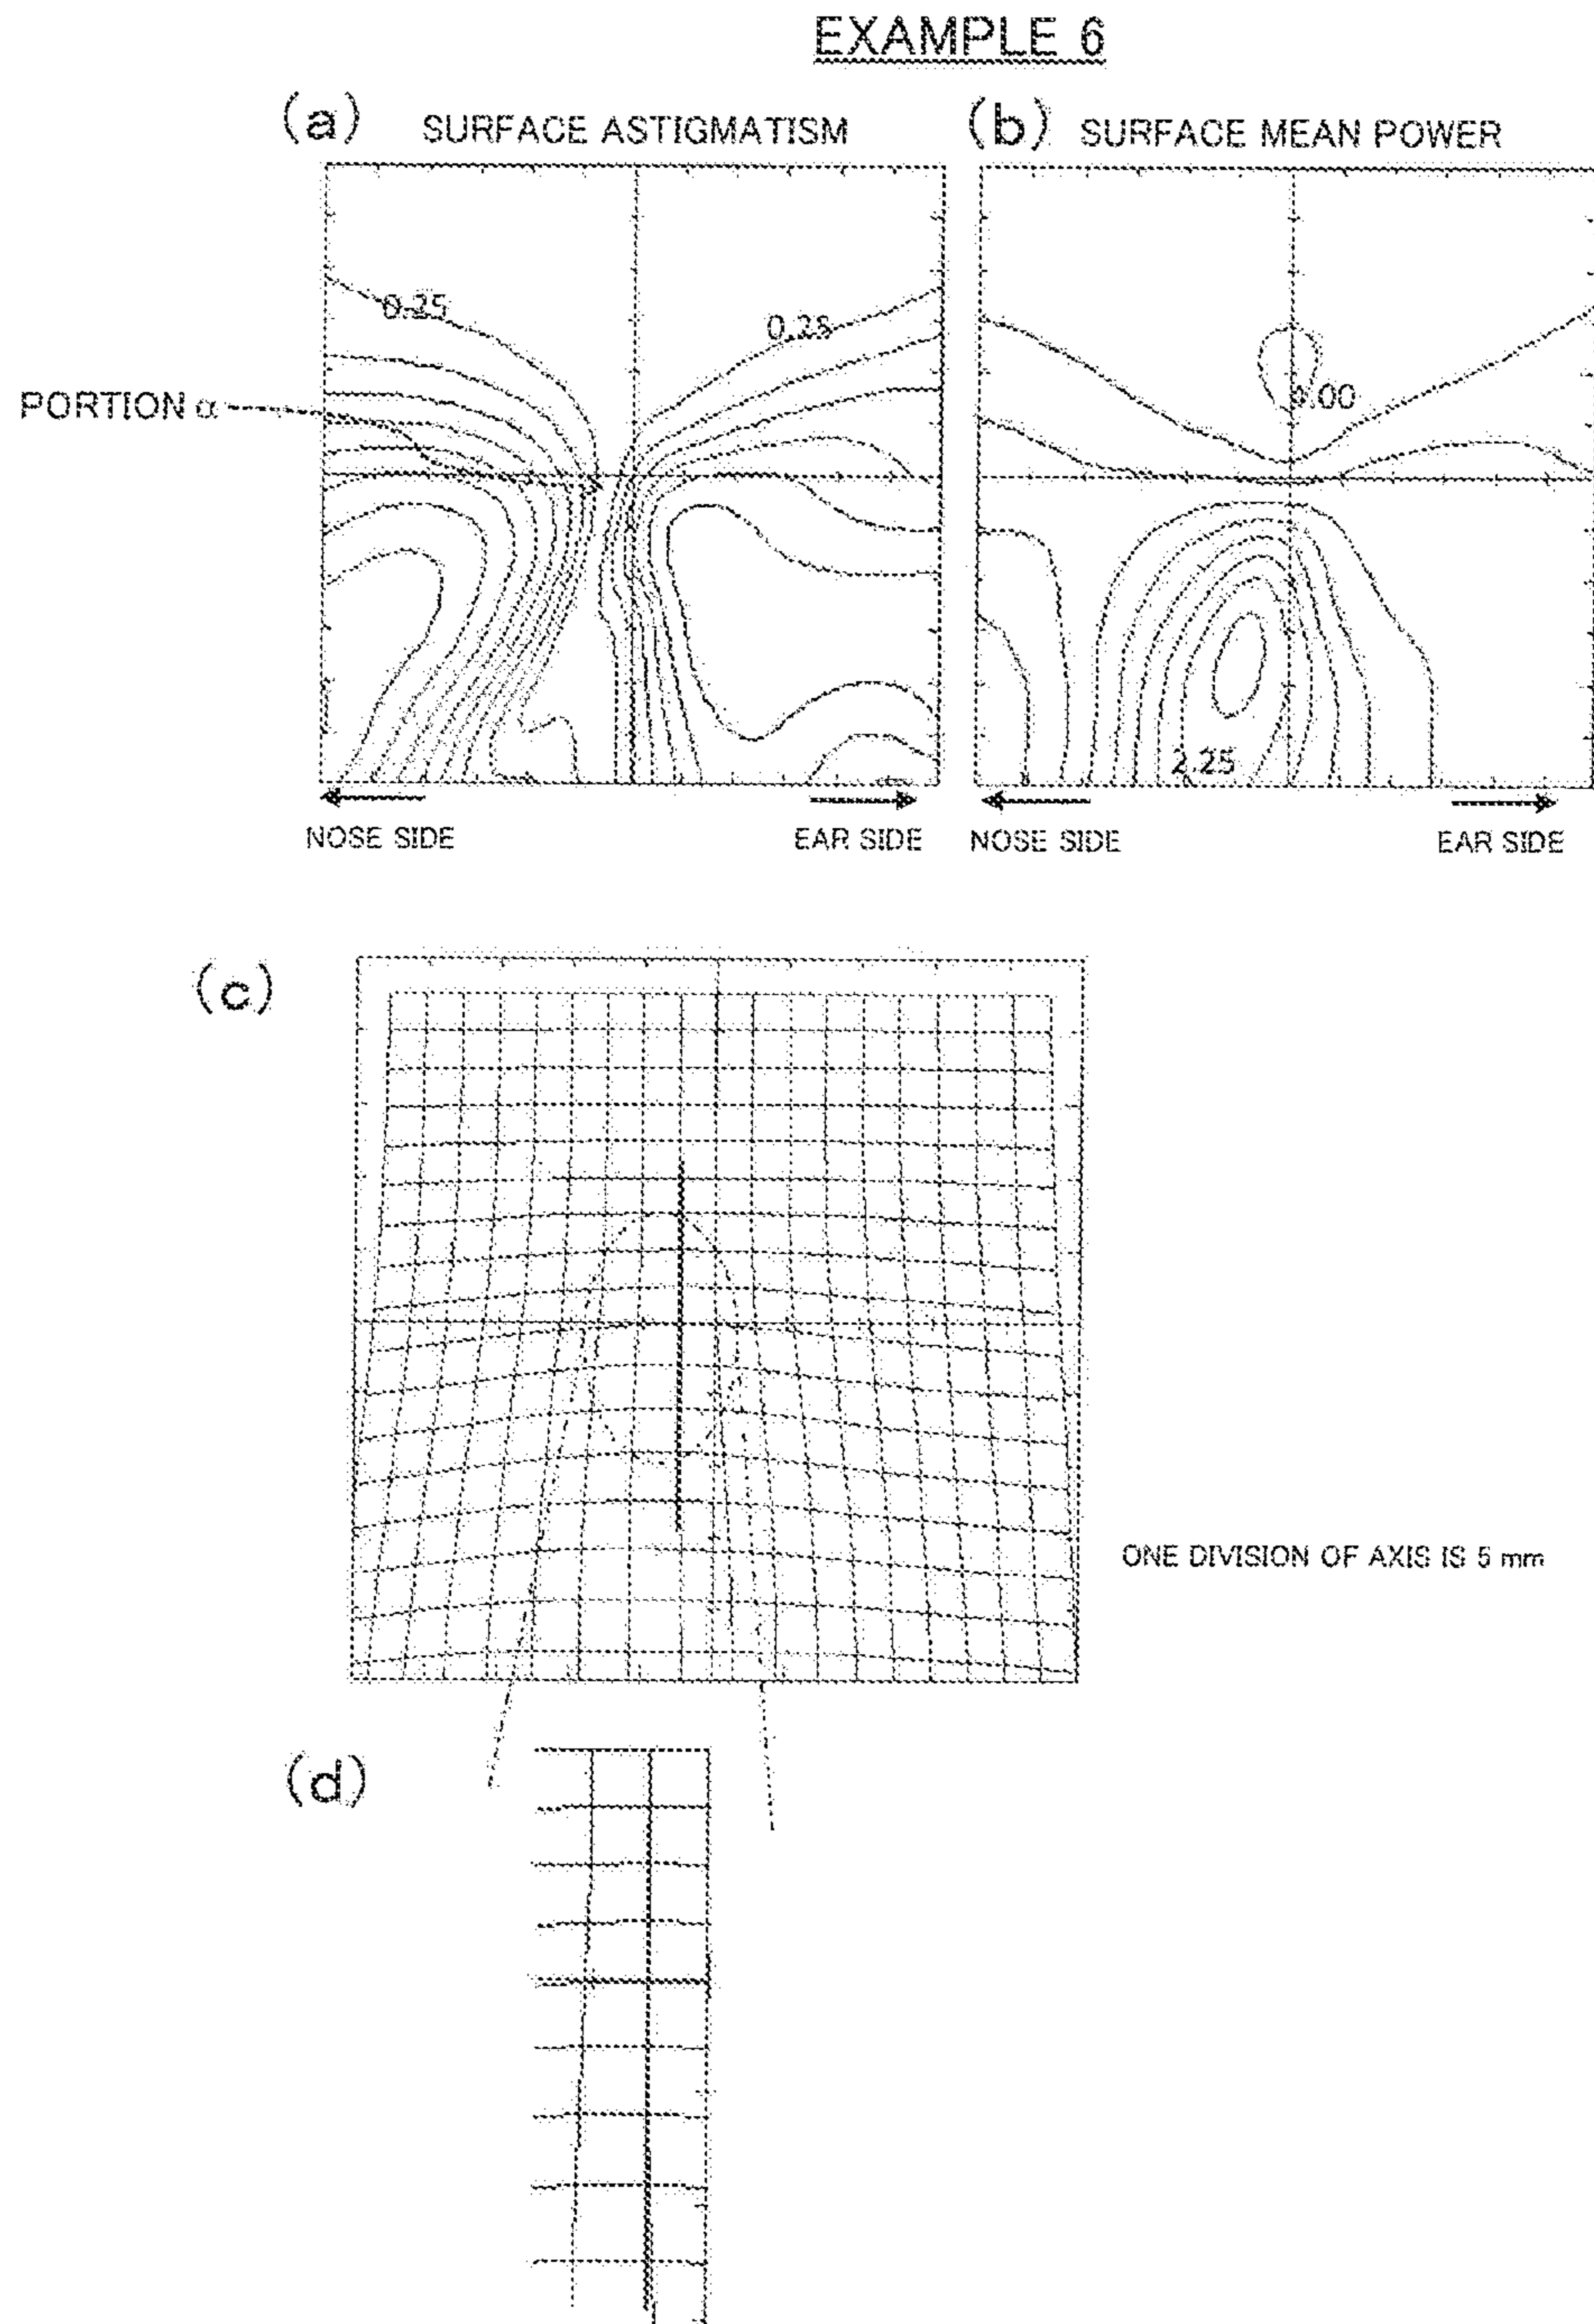 EXAMPLE 6
(a) SURFACE ASTIGMATISM
(b) SURFACE MEAN POWER
0.25
0.25
0.00
PORTION α
2.25
NOSE SIDE
EAR SIDE
NOSE SIDE
EAR SIDE
(c)
ONE DIVISION OF AXIS IS 5 mm
(d)